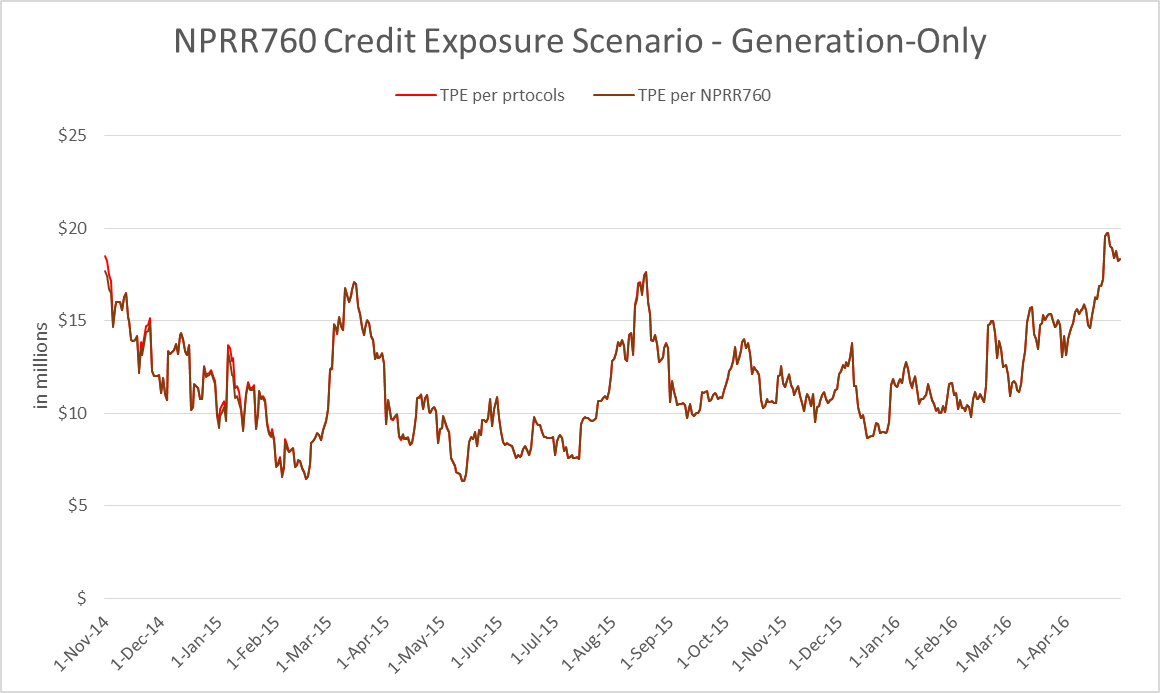 NPRR760 Credit Exposure Scenario - Generation-Only
TPE per prtocols
TPE per NPRR760
$25
$20
$15
$10
$5
$
in millions
1-Nov-14
1-Dec-14
1-Jan-15
1-Feb-15
1-Mar-15
1-Apr-15
1-May-15
1-Jun-15
1-Jul-15
1-Aug-15
1-Sep-15
1-Oct-15
1-Nov-15
1-Dec-15
1-Jan-16
1-Feb-16
1-Mar-16
1-Apr-16